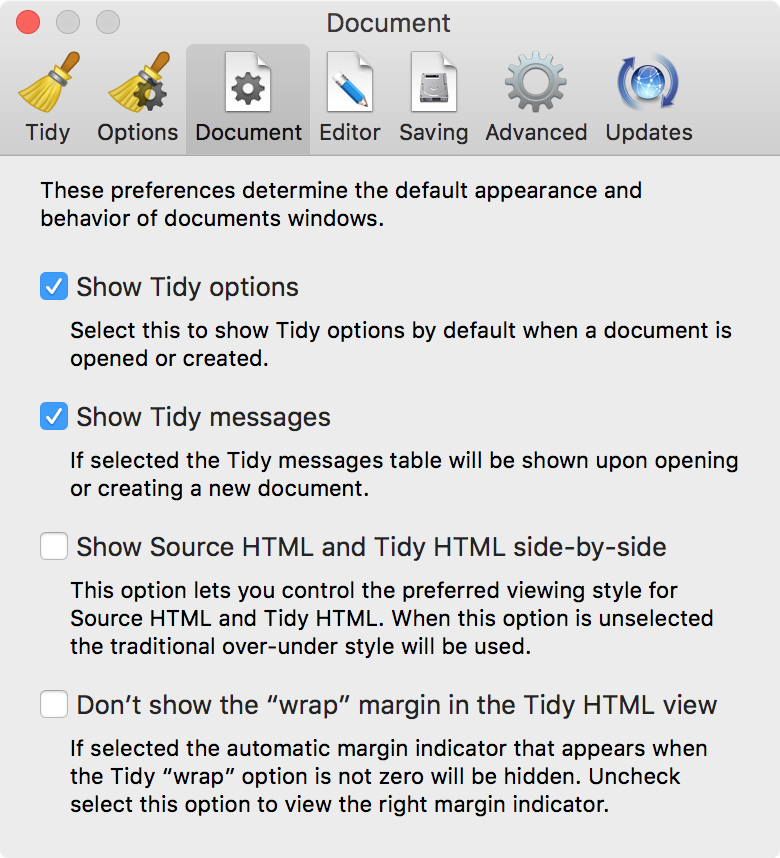 Document
Tidy Options Document Editor Saving Advanced Updates
These preferences determine the default appearance and
behavior of documents windows.
Show Tidy options
Select this to show Tidy options by default when a document is
opened or created.
Show Tidy messages
If selected the Tidy messages table will be shown upon opening
or creating a new document.
Show Source HTML and Tidy HTML side-by-side
This option lets you control the preferred viewing style for
Source HTML and Tidy HTML. When this option is unselected
the traditional over-under style will be used.
Don’t show the “wrap” margin in the Tidy HTML view
If selected the automatic margin indicator that appears when
the Tidy “wrap” option is not zero will be hidden. Uncheck
select this option to view the right margin indicator.